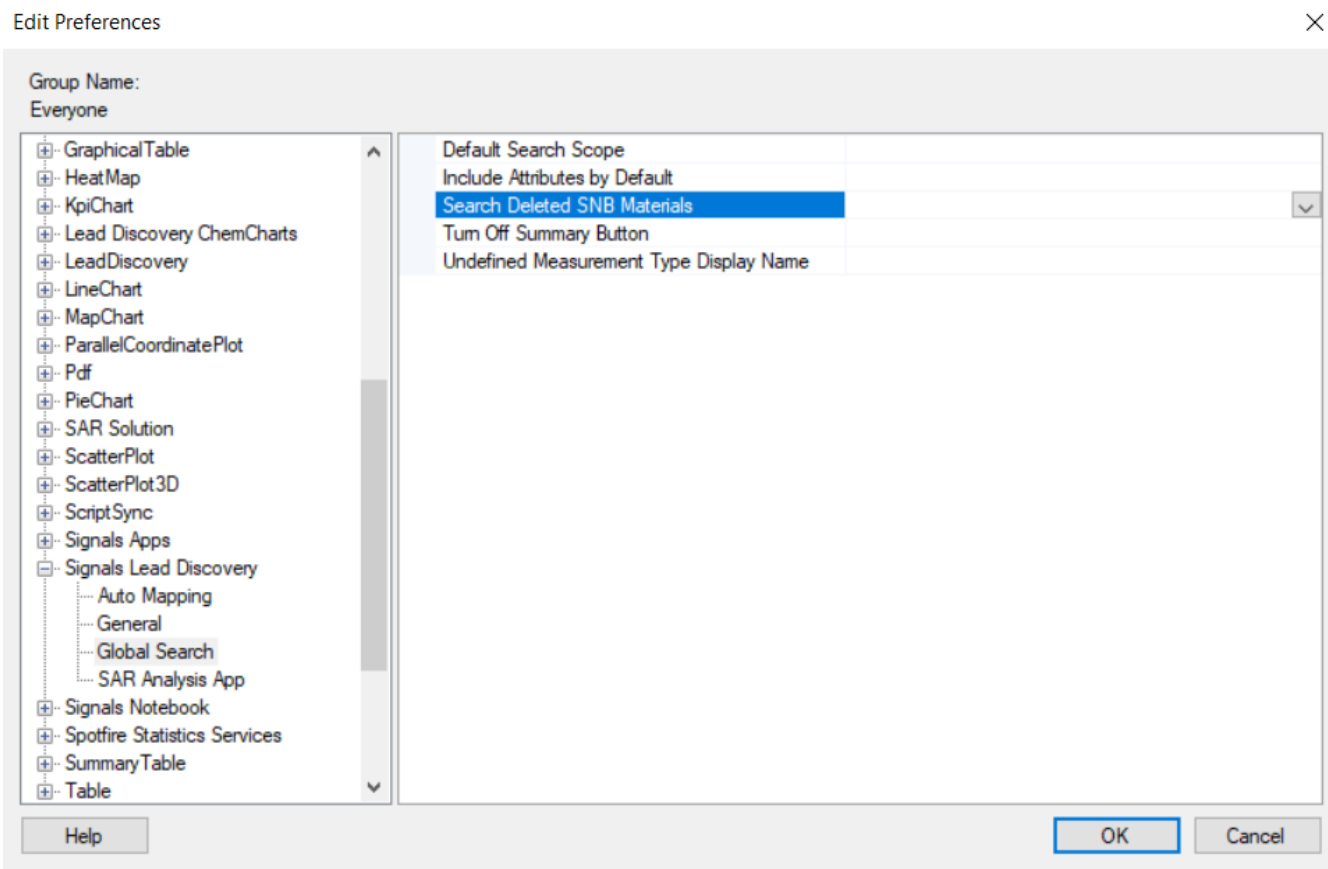 Edit Preferences
Group Name:
Everyone
GraphicalTable
HeatMap
KpiChart
Lead Discovery ChemCharts
LeadDiscovery
LineChart
MapChart
ParallelCoordinatePlot
Pdf
PieChart
SAR Solution
ScatterPlot
ScatterPlot3D
ScriptSync
Signals Apps
Signals Lead Discovery
Auto Mapping
General
Global Search
SAR Analysis App
Signals Notebook
Spotfire Statistics Services
SummaryTable
Table
Default Search Scope
Include Attributes by Default
Search Deleted SNB Materials
Turn Off Summary Button
Undefined Measurement Type Display Name
Help
OK
Cancel